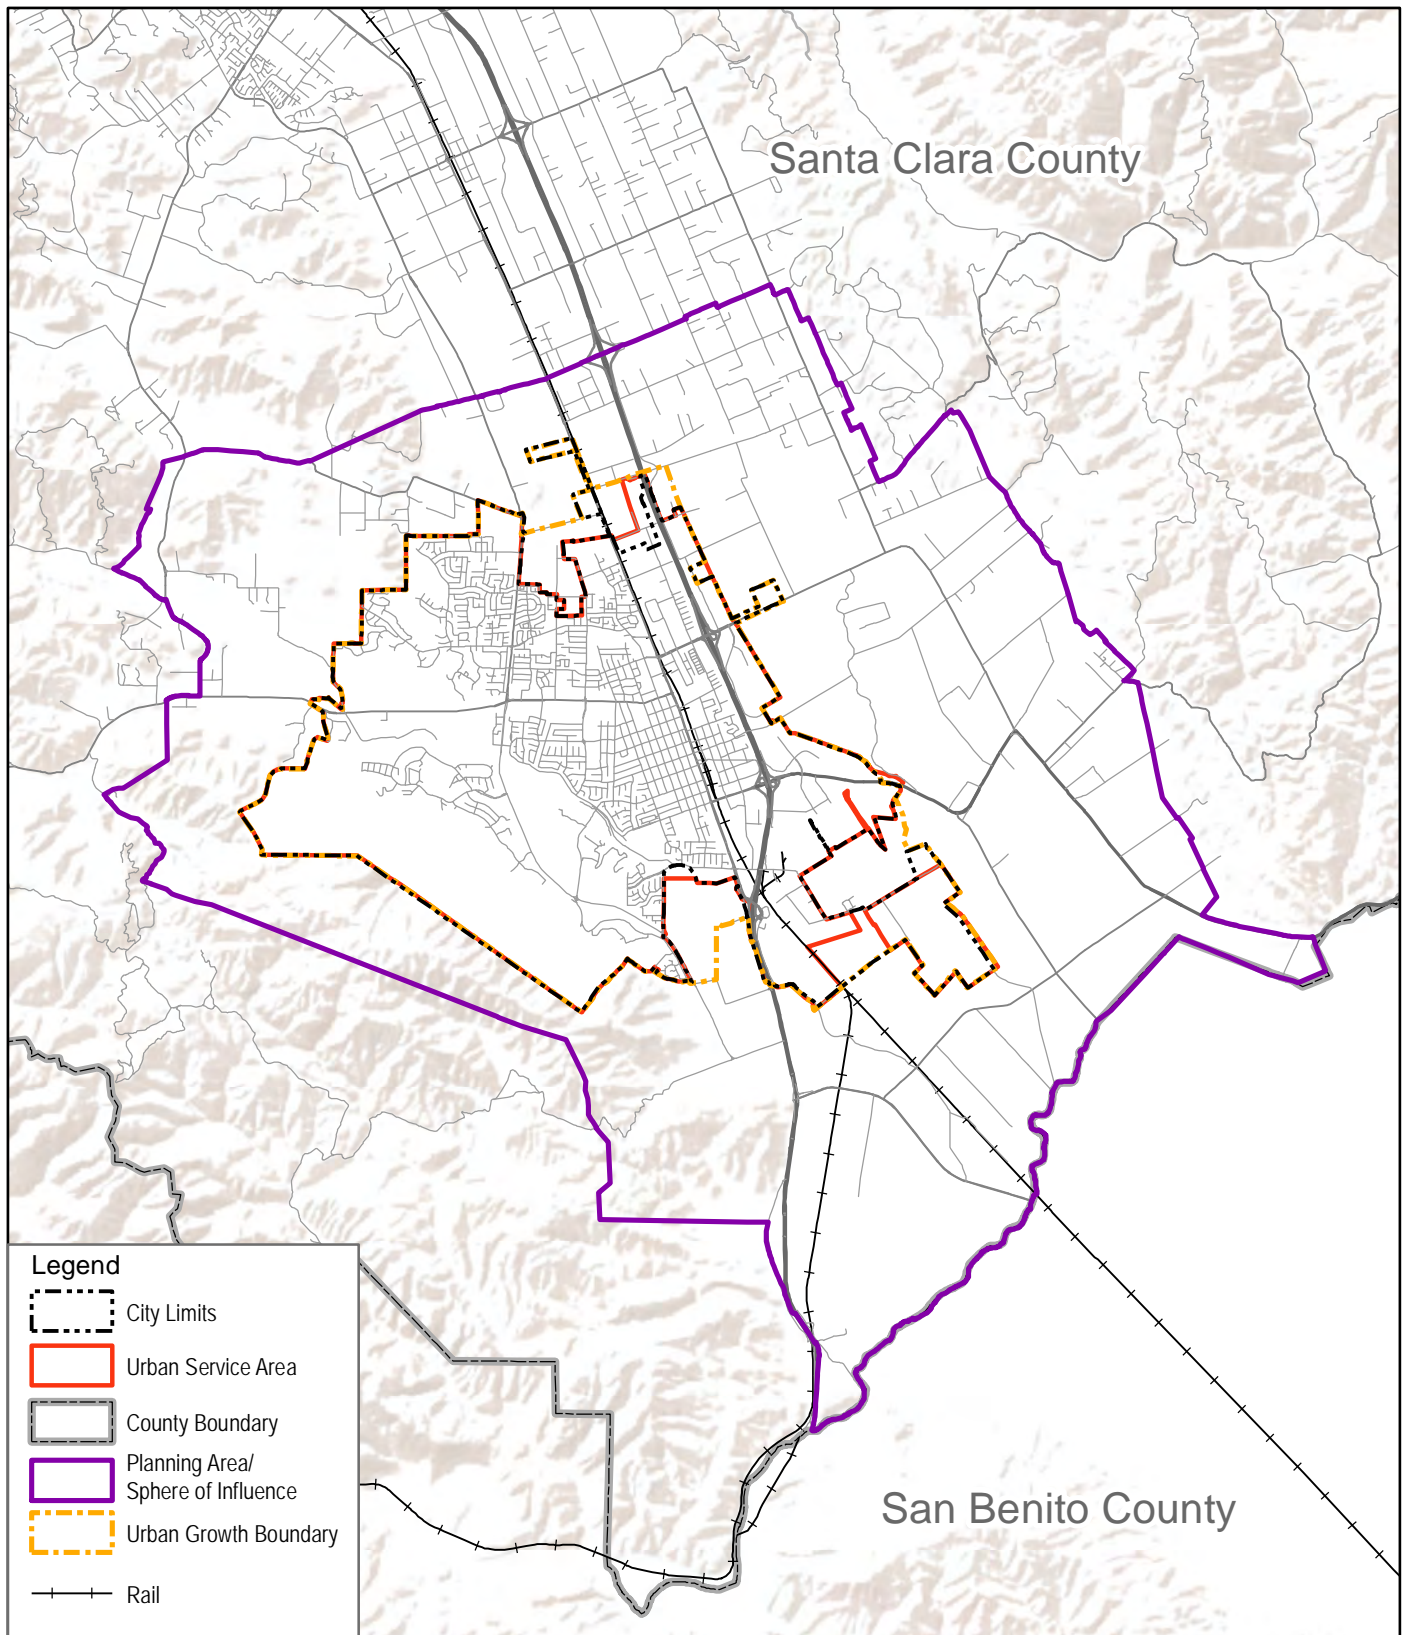 Santa Clara County
Legend
City Limits
Urban Service Area
County Boundary
Planning Area/
Sphere of Influence
Urban Growth Boundary
Rail
San Benito County